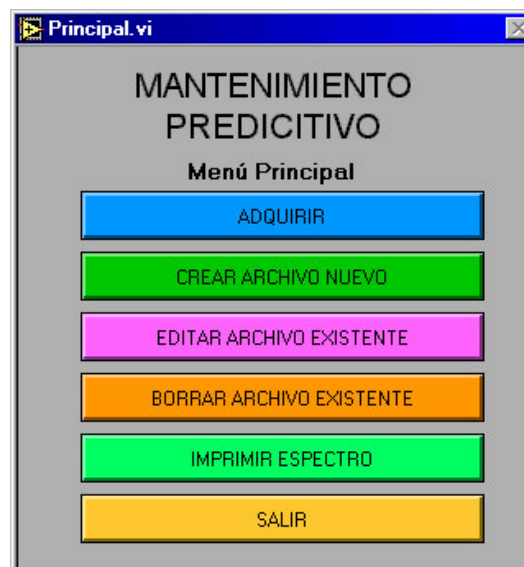 Principal.vi
MANTENIMIENTO
PREDICITIVO
Menú Principal
ADQUIRIR
CREAR ARCHIVO NUEVO
EDITAR ARCHIVO EXISTENTE
BORRAR ARCHIVO EXISTENTE
IMPRIMIR ESPECTRO
SALIR